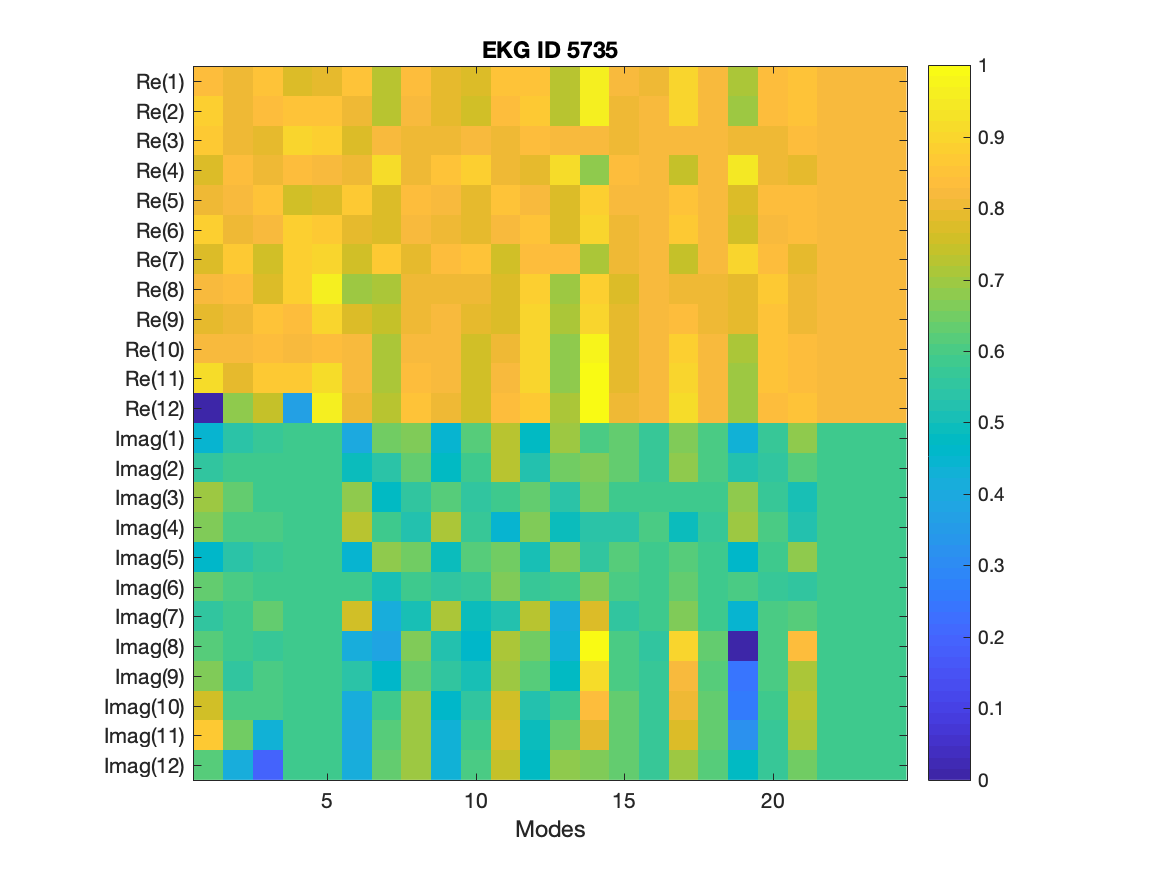 EKG ID 5735
Re(1)
Re(2)
Re(3)
Re(4)
Re(5)
Re(6)
Re(7)
Re(8)
Re(9)
Re(10)
Re(11)
Re(12)
Imag(1)
Imag(2)
Imag(3)
Imag(4)
Imag(5)
Imag(6)
Imag(7)
Imag(8)
Imag(9)
Imag(10)
Imag(11)
Imag(12)
5 10 15 20
Modes
1
0.9
0.8
0.7
0.6
0.5
0.4
0.3
0.2
0.1
0